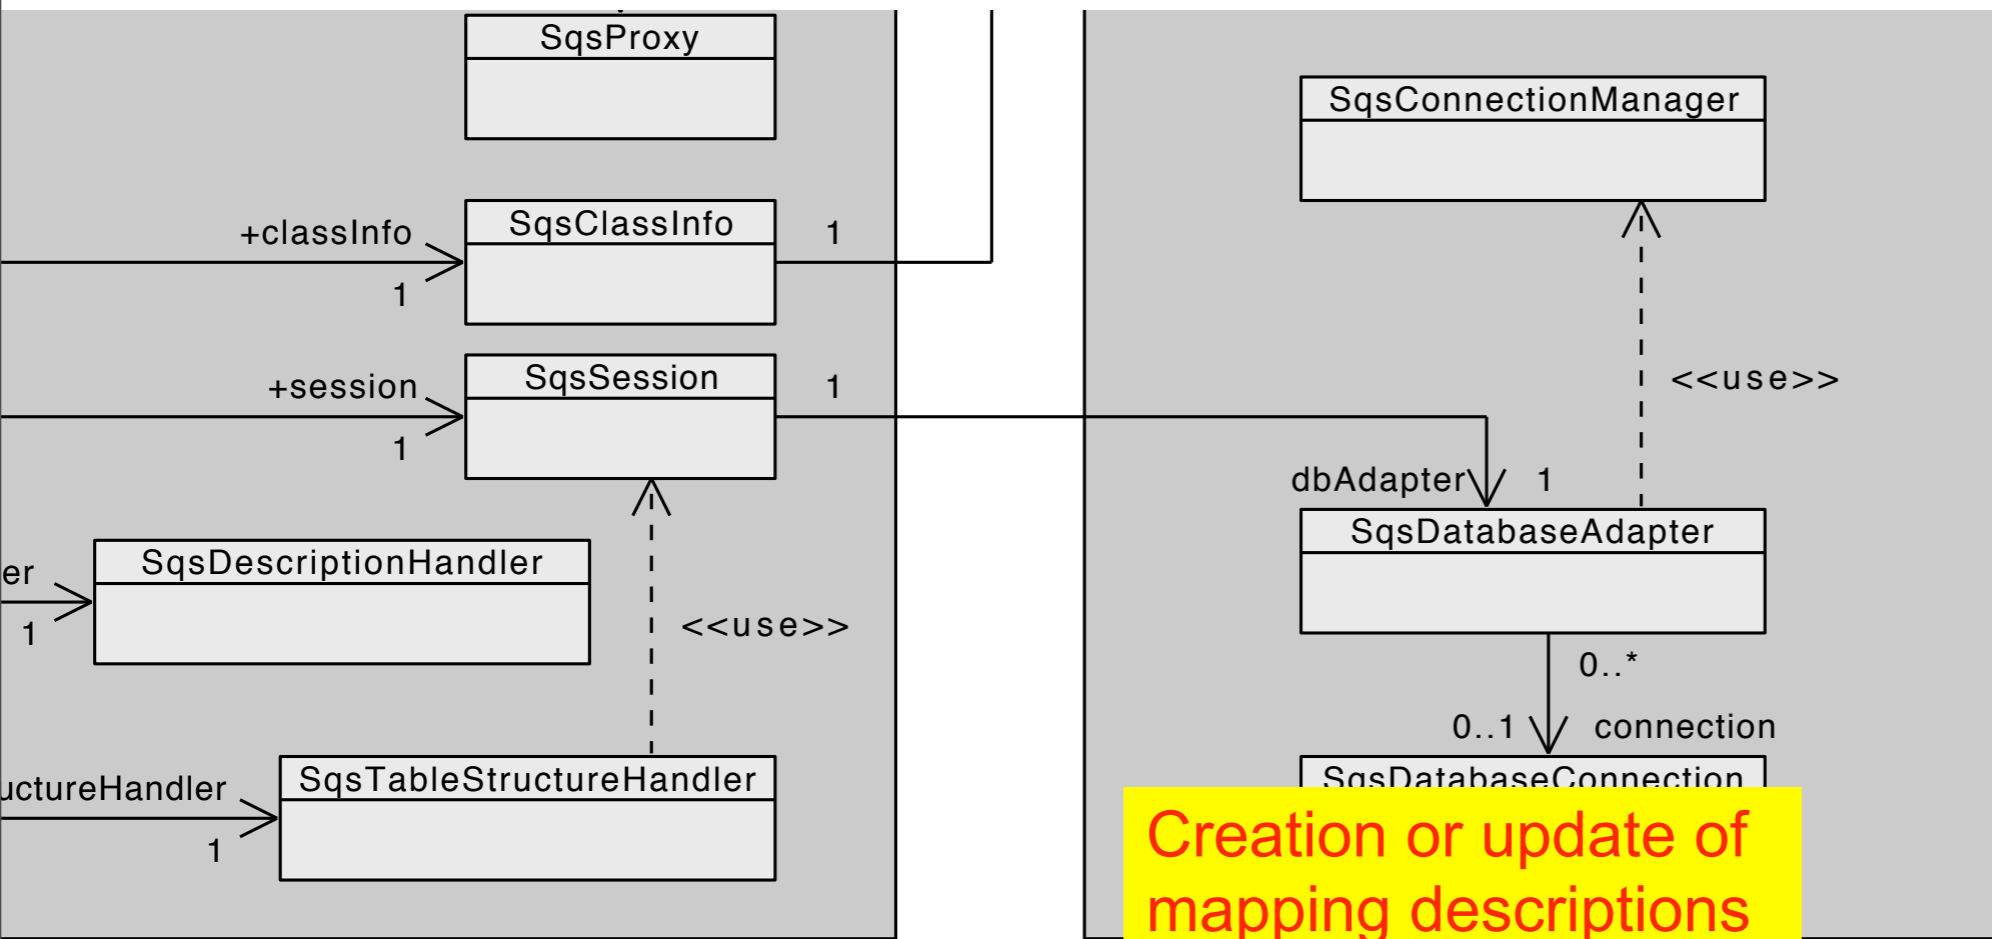 SqsProxy
SqsConnectionManager
+classInfo
SqsClassInfo
1
1
+session
SqsSession
1
<<use>>
1
dbAdapter
1
SqsDatabaseAdapter
er
SqsDescriptionHandler
1
<<use>>
0..*
0..1
connection
SqsTableStructureHandler
SqsDatabaseConnection
uctureHandler
1
Creation or update of
mapping descriptions